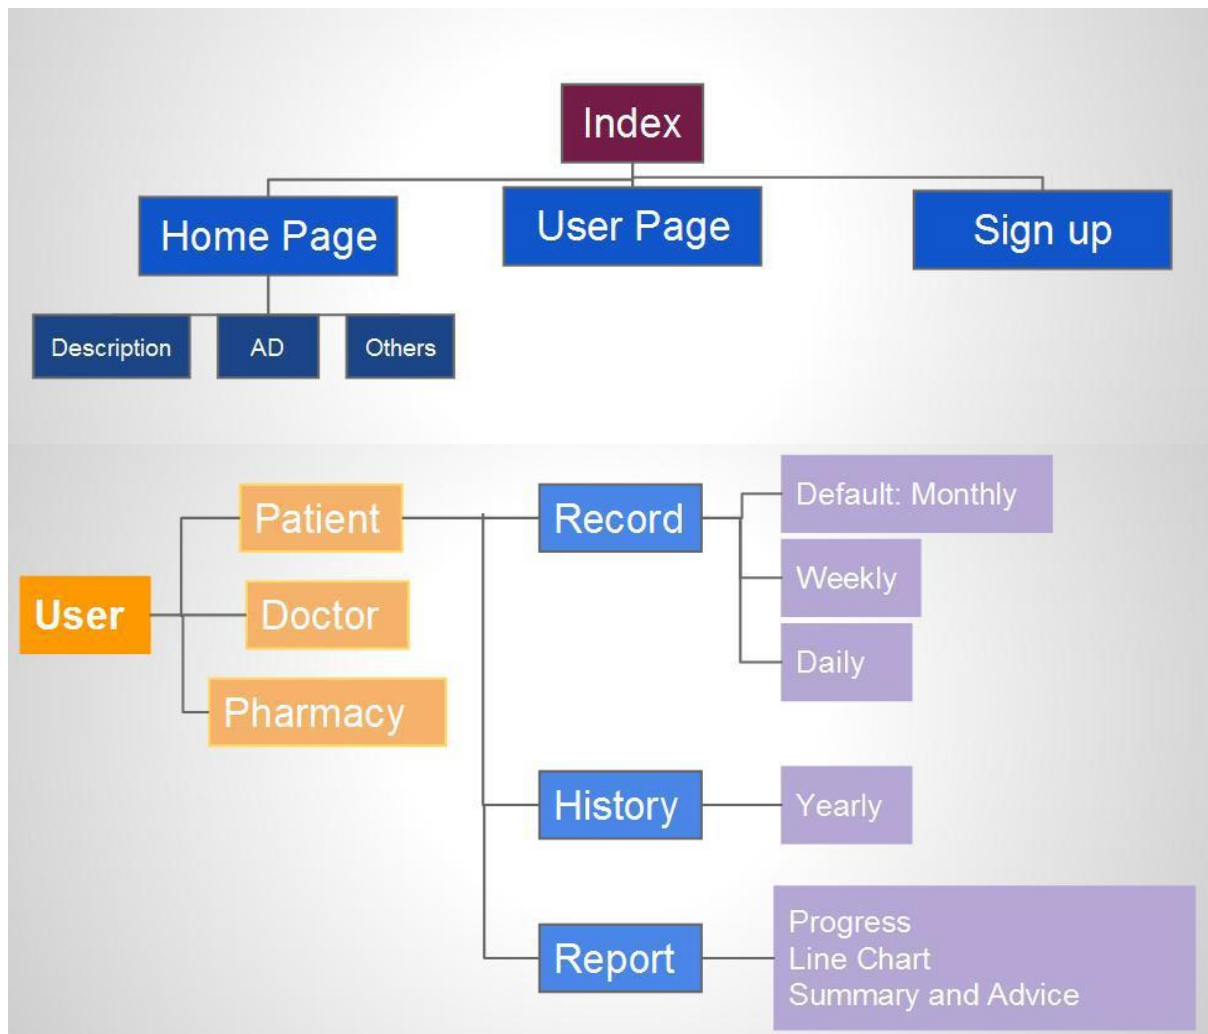 Index
Home Page
User Page
Sign up
Description
AD
Others
User
Patient
Doctor
Pharmacy
Record
Default: Monthly
Weekly
Daily
History
Yearly
Report
Progress
Line Chart
Summary and Advice